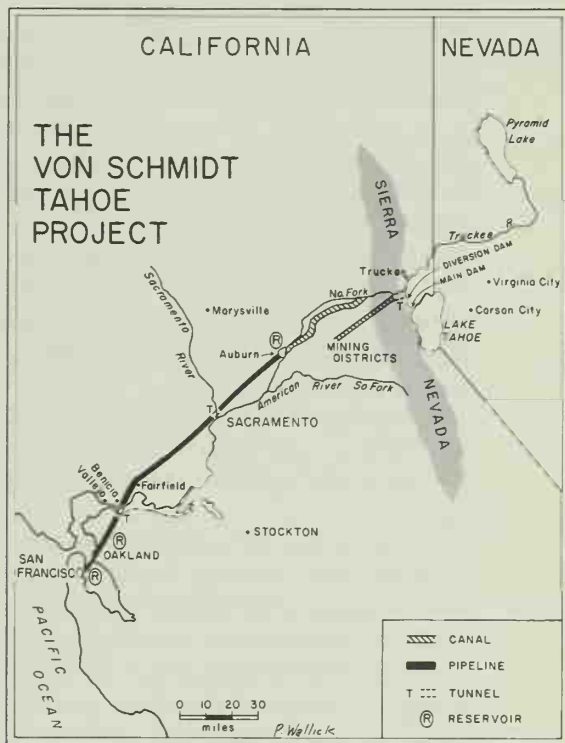 CALIFORNIA
NEVADA
THE
VON SCHMIDT
TAHOE
PROJECT
Pyramid
Lake
SIERRA
Truckee R.
DIVERSION DAM
MAIN DAM
Trucke
Virginia City
Carson City
T
LAKE
TAHOE
Sacramento
River
Marysville
No. Fork
R
Auburn
MINING
DISTRICTS
American River So Fork
NEVADA
T
SACRAMENTO
Benicia
Vallejo
Fairfield
T
STOCKTON
R
OAKLAND
SAN
FRANCISCO
R
PACIFIC
OCEAN
0 10 20 30
miles
P. Wallick
CANAL
PIPELINE
T TUNNEL
R RESERVOIR